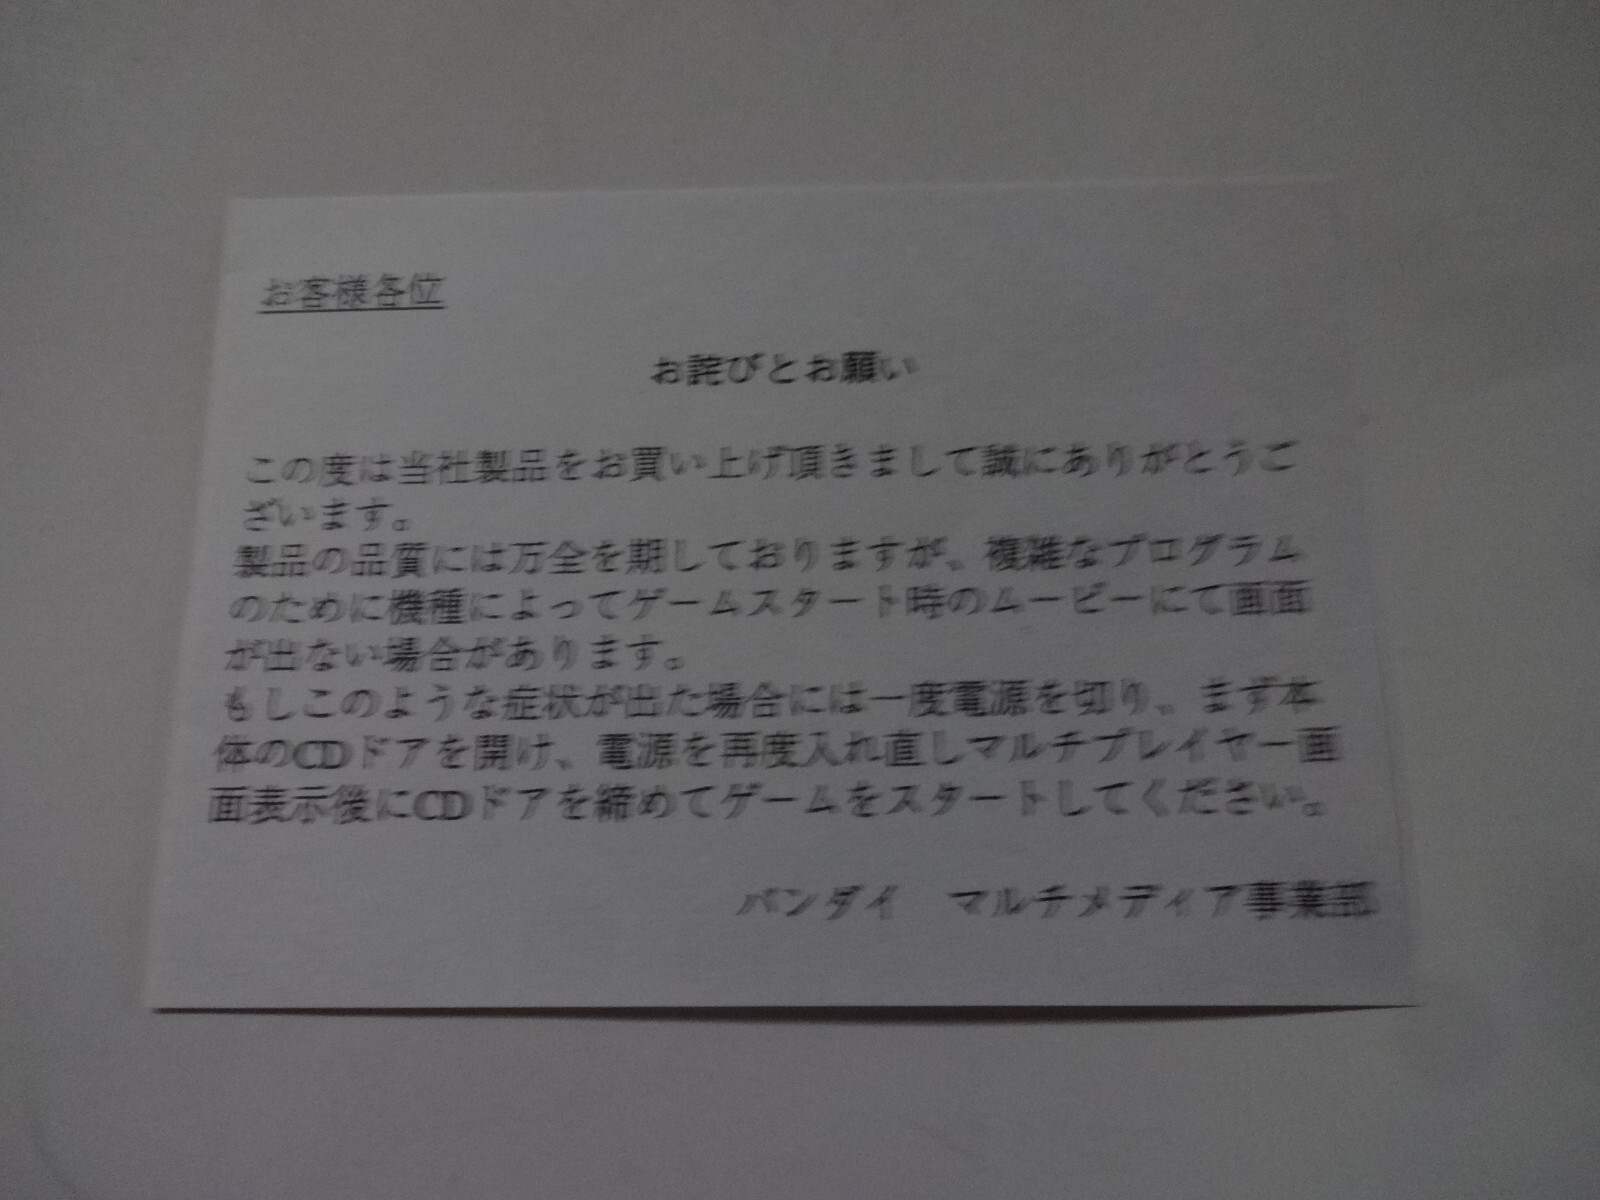 お客様各位
お詫びとお願い
この度は当社製品をお買い上げ頂きまして誠にありがとうご
ざいます。
製品の品質には万全を期しておりますが、複雑なプログラム
のために機種によってゲームスタート時のムービーにて画面
が出ない場合があります。
もしこのような症状が出た場合には一度電源を切り、まず本
体のCDドアを開け、電源を再度入れ直しマルチプレイヤー画
面表示後にCDドアを締めてゲームをスタートしてください。
バンダイ　マルチメディア事業部